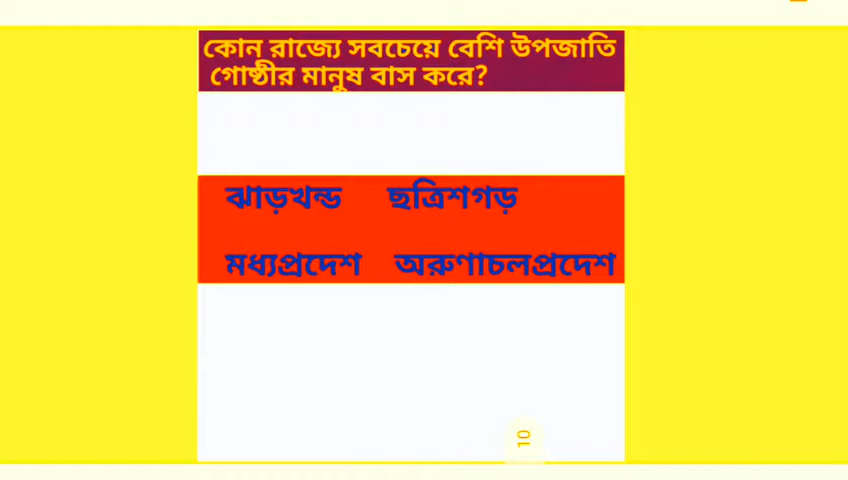 কোন রাজ্যে সবচেয়ে বেশি উপজাতি
গোষ্ঠীর মানুষ বাস করে?
ঝাড়খন্ড ছত্রিশগড়
মধ্যপ্রদেশ অরুণাচলপ্রদেশ
10